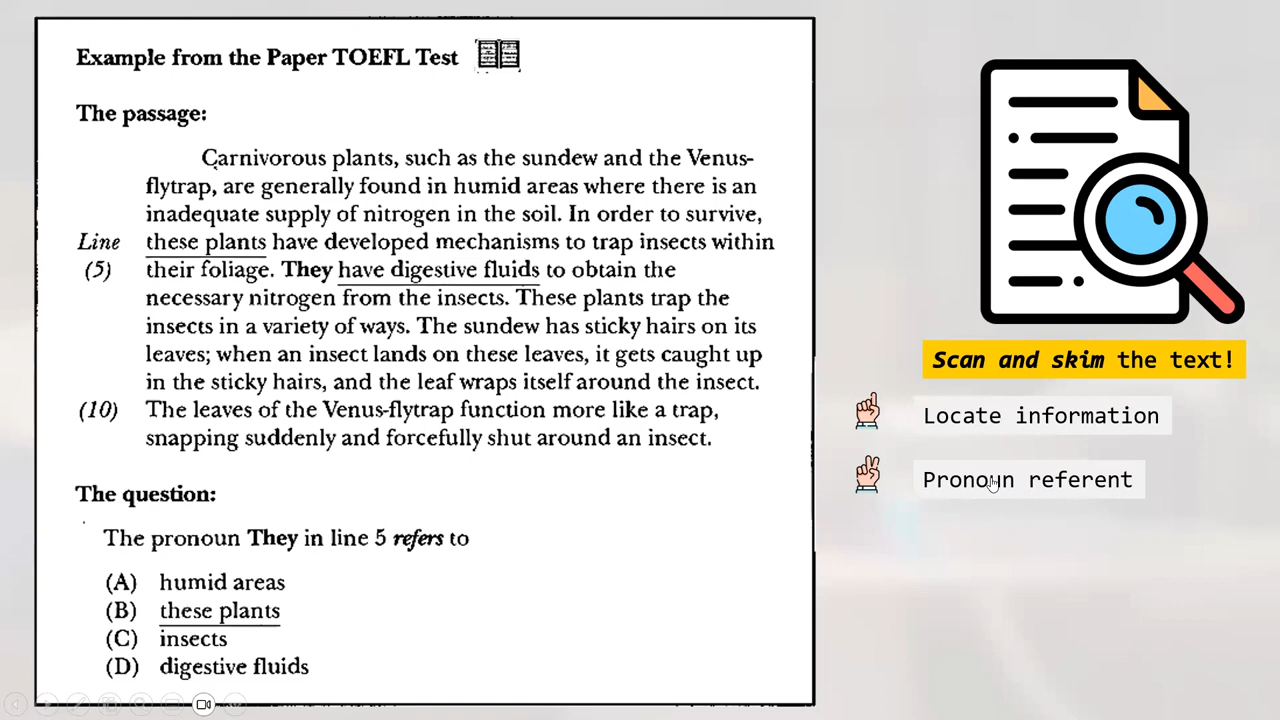 Example from the Paper TOEFL Test
The passage:
Carnivorous plants, such as the sundew and the Venus-
flytrap, are generally found in humid areas where there is an
inadequate supply of nitrogen in the soil. In order to survive,
Line these plants have developed mechanisms to trap insects within
(5) their foliage. They have digestive fluids to obtain the
necessary nitrogen from the insects. These plants trap the
insects in a variety of ways. The sundew has sticky hairs on its
leaves; when an insect lands on these leaves, it gets caught up
in the sticky hairs, and the leaf wraps itself around the insect.
(10) The leaves of the Venus-flytrap function more like a trap,
snapping suddenly and forcefully shut around an insect.
The question:
The pronoun They in line 5 refers to
(A) humid areas
(B) these plants
(C) insects
(D) digestive fluids
Scan and skim the text!
Locate information
Pronoun referent